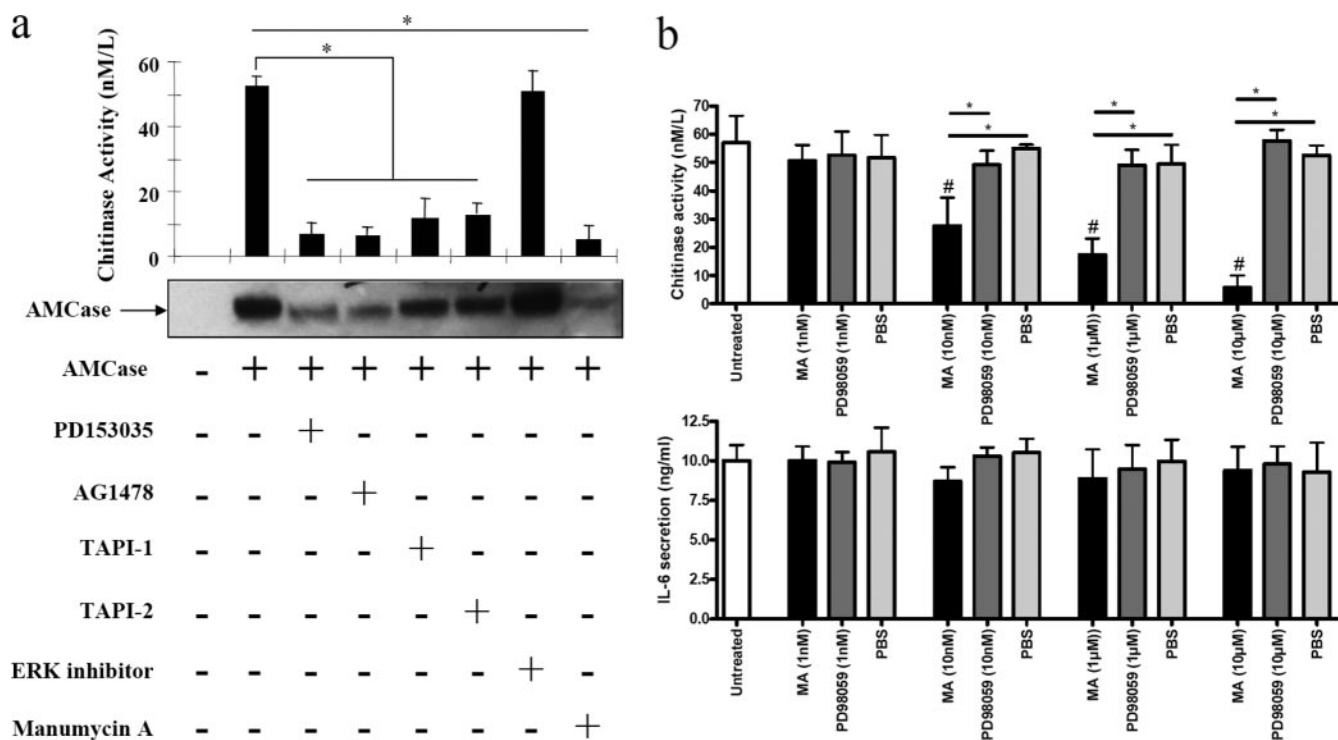 a
*
*
Chitinase Activity (nM/L)
60
40
20
0
AMCase
AMCase - + + + + + + +
PD153035 - - + - - - - -
AG1478 - - - + - - - -
TAPI-1 - - - - + - - -
TAPI-2 - - - - - + - -
ERK inhibitor - - - - - - + -
Manumycin A - - - - - - - +
b
Chitinase activity (nM/L)
70
60
50
40
30
20
10
0
* * *
* * *
# # #
Untreated
MA (1nM)
PD98059 (1nM)
PBS
MA (10nM)
PD98059 (10nM)
PBS
MA (1µM))
PD98059 (1µM)
PBS
MA (10µM)
PD98059 (10µM)
PBS
IL-6 secretion (ng/ml)
12.5
10.0
7.5
5.0
2.5
0.0
Untreated
MA (1nM)
PD98059 (1nM)
PBS
MA (10nM)
PD98059 (10nM)
PBS
MA (1µM))
PD98059 (1µM)
PBS
MA (10µM)
PD98059 (10µM)
PBS